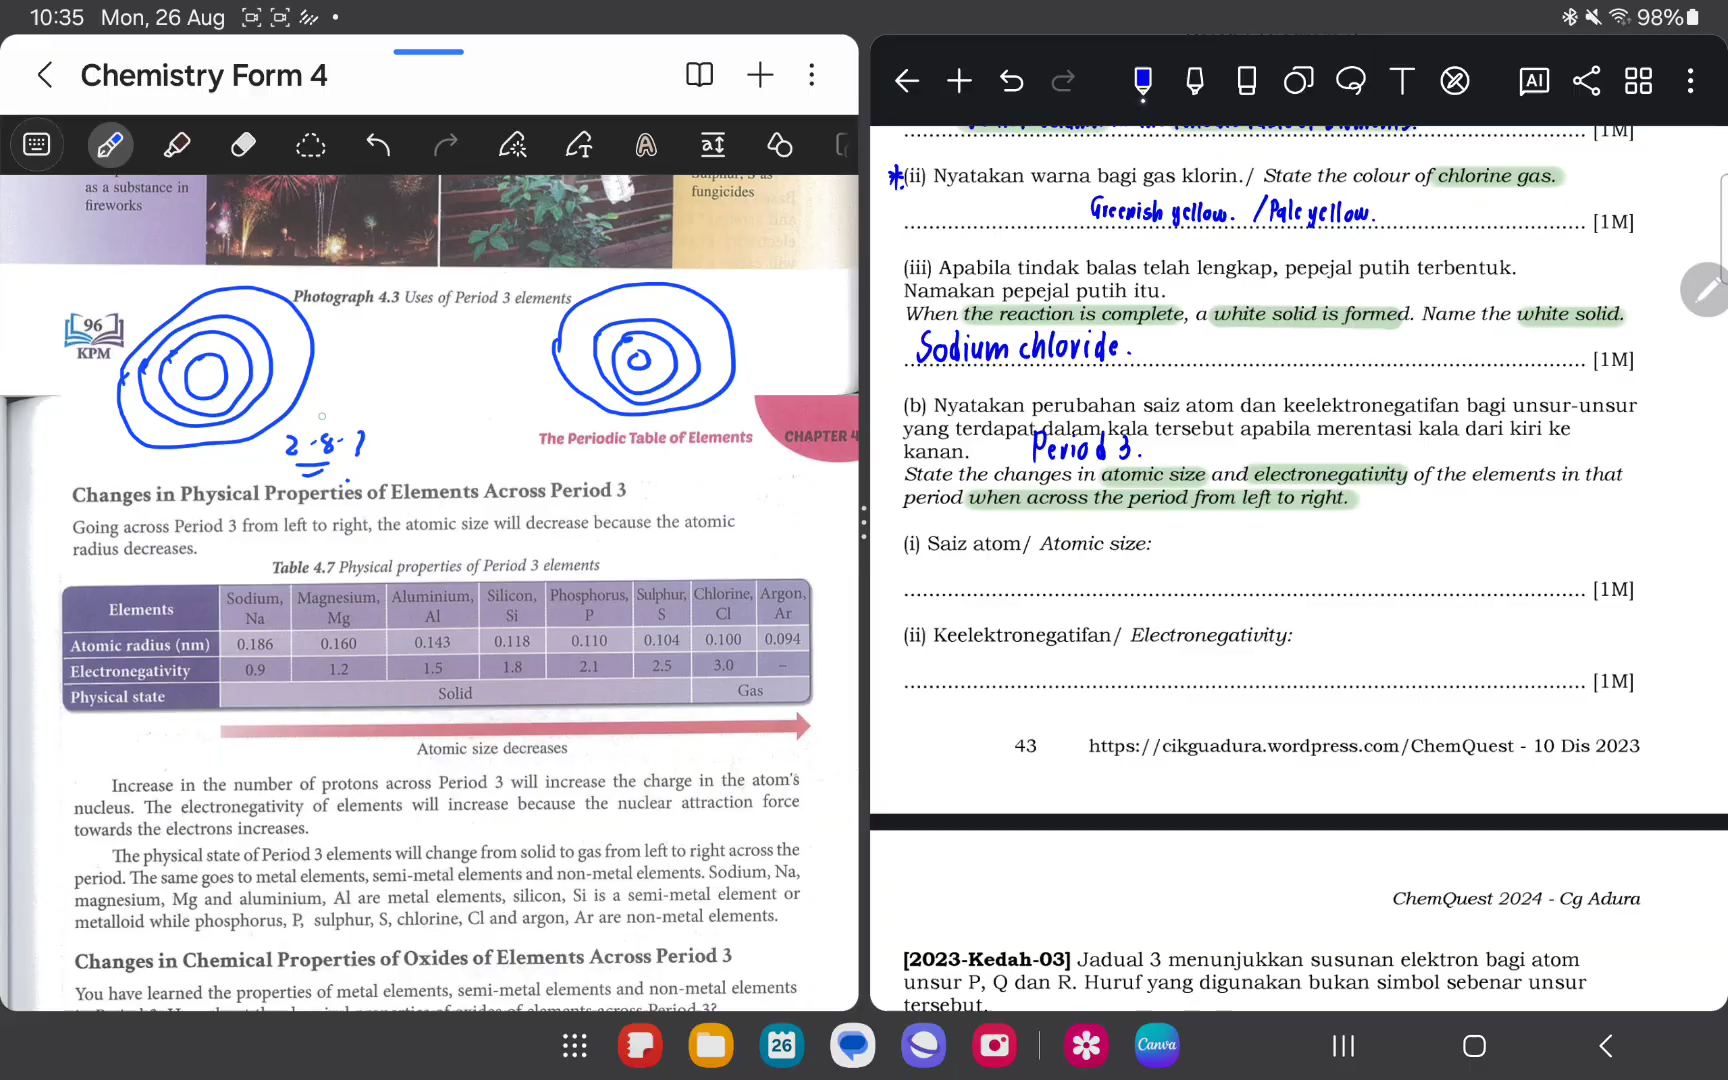 10:35 Mon, 26 Aug
98%
Chemistry Form 4
as a substance in
fireworks
Sulphur, S as
fungicides
Photograph 4.3 Uses of Period 3 elements
96
KPM
2.8.7
The Periodic Table of Elements CHAPTER 4
Changes in Physical Properties of Elements Across Period 3
Going across Period 3 from left to right, the atomic size will decrease because the atomic
radius decreases.
Table 4.7 Physical properties of Period 3 elements
Elements Sodium, Na Magnesium, Mg Aluminium, Al Silicon, Si Phosphorus, P Sulphur, S Chlorine, Cl Argon, Ar
Atomic radius (nm) 0.186 0.160 0.143 0.118 0.110 0.104 0.100 0.094
Electronegativity 0.9 1.2 1.5 1.8 2.1 2.5 3.0 –
Physical state Solid Gas
Atomic size decreases
Increase in the number of protons across Period 3 will increase the charge in the atom's
nucleus. The electronegativity of elements will increase because the nuclear attraction force
towards the electrons increases.
The physical state of Period 3 elements will change from solid to gas from left to right across the
period. The same goes to metal elements, semi-metal elements and non-metal elements. Sodium, Na,
magnesium, Mg and aluminium, Al are metal elements, silicon, Si is a semi-metal element or
metalloid while phosphorus, P, sulphur, S, chlorine, Cl and argon, Ar are non-metal elements.
Changes in Chemical Properties of Oxides of Elements Across Period 3
You have learned the properties of metal elements, semi-metal elements and non-metal elements
AI
[1M]
*(ii) Nyatakan warna bagi gas klorin./ State the colour of chlorine gas.
Greenish yellow. / Pale yellow.
[1M]
(iii) Apabila tindak balas telah lengkap, pepejal putih terbentuk.
Namakan pepejal putih itu.
When the reaction is complete, a white solid is formed. Name the white solid.
Sodium chloride.
[1M]
(b) Nyatakan perubahan saiz atom dan keelektronegatifan bagi unsur-unsur
yang terdapat dalam kala tersebut apabila merentasi kala dari kiri ke
kanan. Period 3.
State the changes in atomic size and electronegativity of the elements in that
period when across the period from left to right.
(i) Saiz atom/ Atomic size:
[1M]
(ii) Keelektronegatifan/ Electronegativity:
[1M]
43 https://cikguadura.wordpress.com/ChemQuest - 10 Dis 2023
ChemQuest 2024 - Cg Adura
[2023-Kedah-03] Jadual 3 menunjukkan susunan elektron bagi atom
unsur P, Q dan R. Huruf yang digunakan bukan simbol sebenar unsur
tersebut.
26
Canva